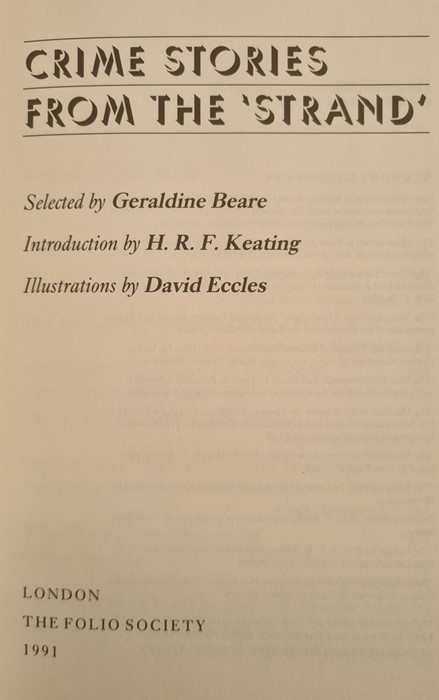 CRIME STORIES
FROM THE 'STRAND'
Selected by Geraldine Beare
Introduction by H. R. F. Keating
Illustrations by David Eccles
LONDON
THE FOLIO SOCIETY
1991